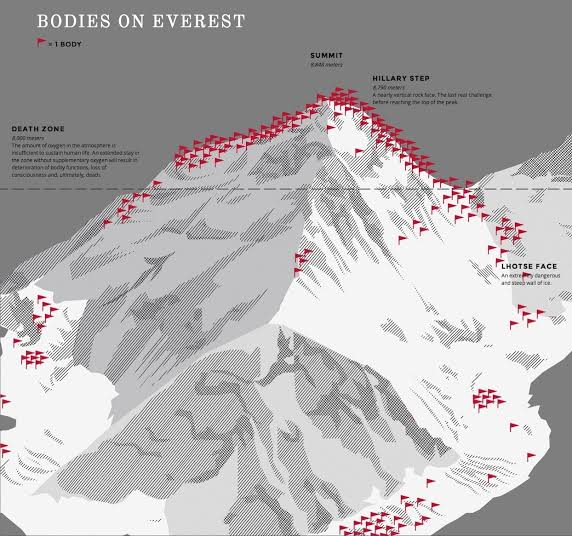 BODIES ON EVEREST
= 1 BODY
SUMMIT
8,848 meters
HILLARY STEP
8,790 meters
A nearly vertical rock face. The last real challenge
before reaching the top of the peak.
DEATH ZONE
8,000 meters
The amount of oxygen in the atmosphere is
insufficient to sustain human life. An extended stay in
the zone without supplementary oxygen will result in
deterioration of bodily functions, loss of
consciousness and, ultimately, death.
LHOTSE FACE
An extremely dangerous
and steep wall of ice.